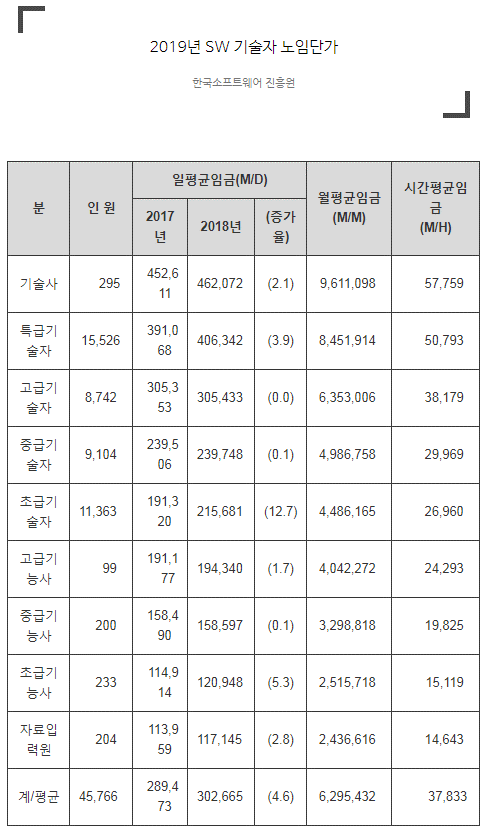 2019년 SW 기술자 노임단가
한국소프트웨어 진흥원
분 인 원 일평균임금(M/D) 월평균임금 시간평균임
(M/M) 금
(M/H)
2017 2018년 (증가
년 율)
기술사 295 452,6 462,072 (2.1) 9,611,098 57,759
11
특급기 15,526 391,0 406,342 (3.9) 8,451,914 50,793
술자 68
고급기 8,742 305,3 305,433 (0.0) 6,353,006 38,179
술자 53
중급기 9,104 239,5 239,748 (0.1) 4,986,758 29,969
술자 06
초급기 11,363 191,3 215,681 (12.7) 4,486,165 26,960
술자 20
고급기 99 191,1 194,340 (1.7) 4,042,272 24,293
능사 77
중급기 200 158,4 158,597 (0.1) 3,298,818 19,825
능사 90
초급기 233 114,9 120,948 (5.3) 2,515,718 15,119
능사 14
자료입 204 113,9 117,145 (2.8) 2,436,616 14,643
력원 59
계/평균 45,766 289,4 302,665 (4.6) 6,295,432 37,833
73